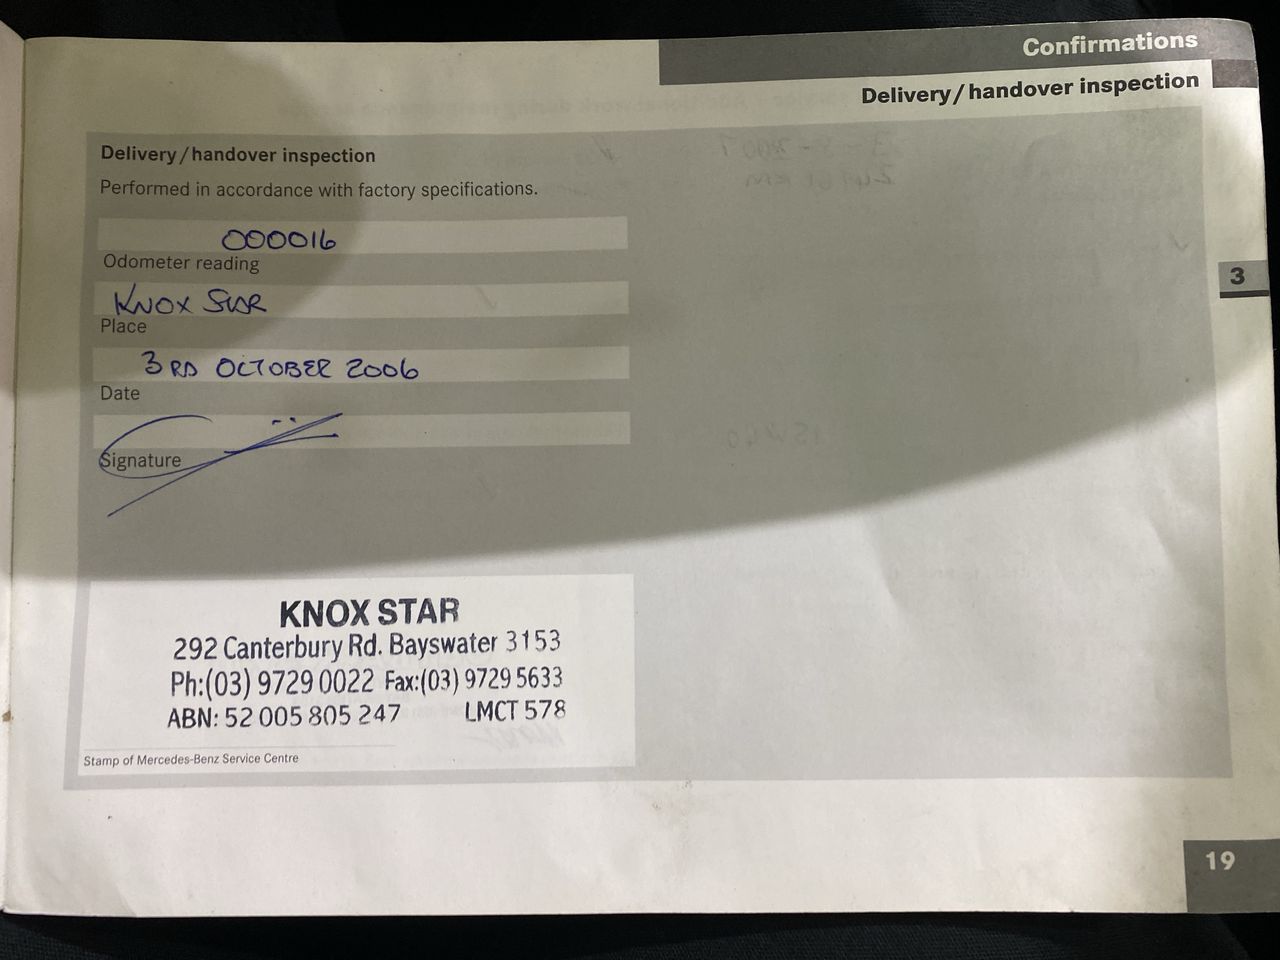 Confirmations
Delivery/handover inspection
Delivery/handover inspection
Performed in accordance with factory specifications.
000016
Odometer reading
KNOX STAR
Place
3RD OCTOBER 2006
Date
Signature
3
KNOX STAR
292 Canterbury Rd. Bayswater 3153
Ph:(03) 9729 0022 Fax:(03) 9729 5633
ABN: 52 005 805 247 LMCT 578
Stamp of Mercedes-Benz Service Centre
19